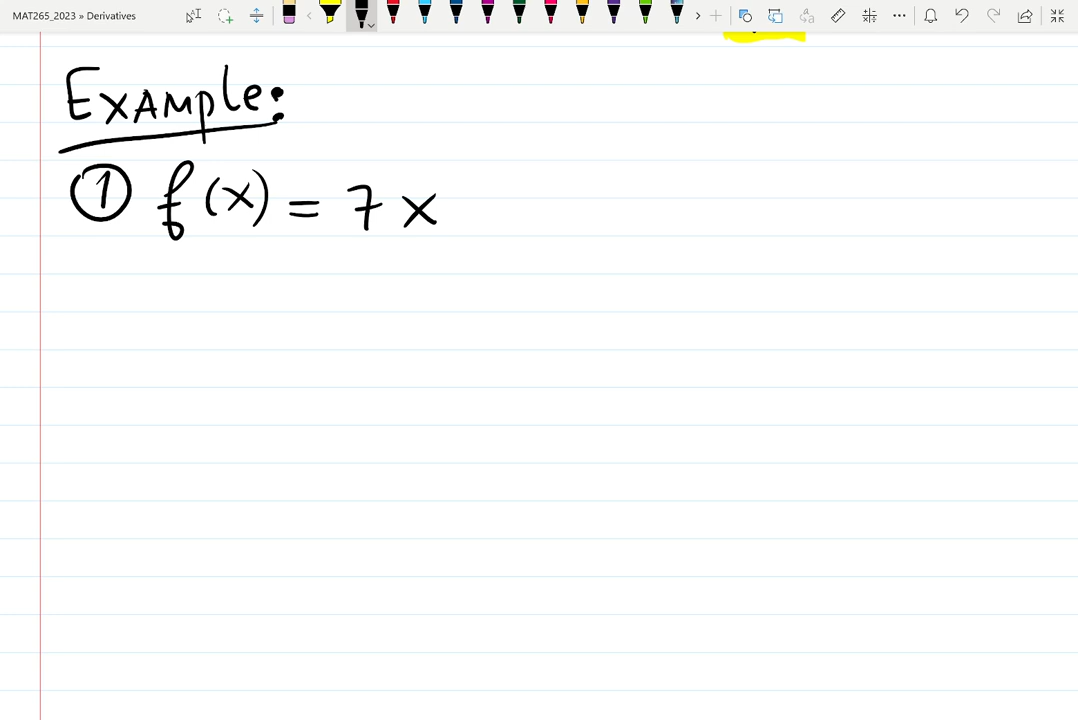 MAT265_2023 » Derivatives
Example:
① f(x) = 7x